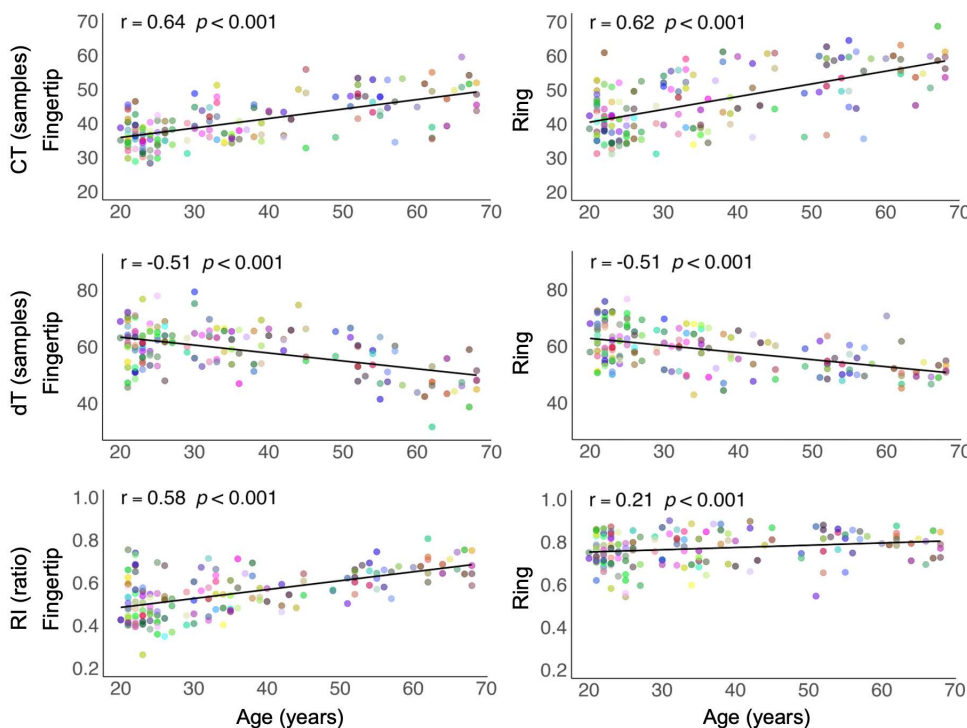 CT (samples)
Fingertip
r = 0.64 p < 0.001
70
60
50
40
30
20
20 30 40 50 60 70
Ring
r = 0.62 p < 0.001
70
60
50
40
30
20
20 30 40 50 60 70
dT (samples)
Fingertip
r = -0.51 p < 0.001
80
60
40
20 30 40 50 60 70
Ring
r = -0.51 p < 0.001
80
60
40
20 30 40 50 60 70
RI (ratio)
Fingertip
r = 0.58 p < 0.001
1.0
0.8
0.6
0.4
0.2
20 30 40 50 60 70
Age (years)
Ring
r = 0.21 p < 0.001
1.0
0.8
0.6
0.4
0.2
20 30 40 50 60 70
Age (years)